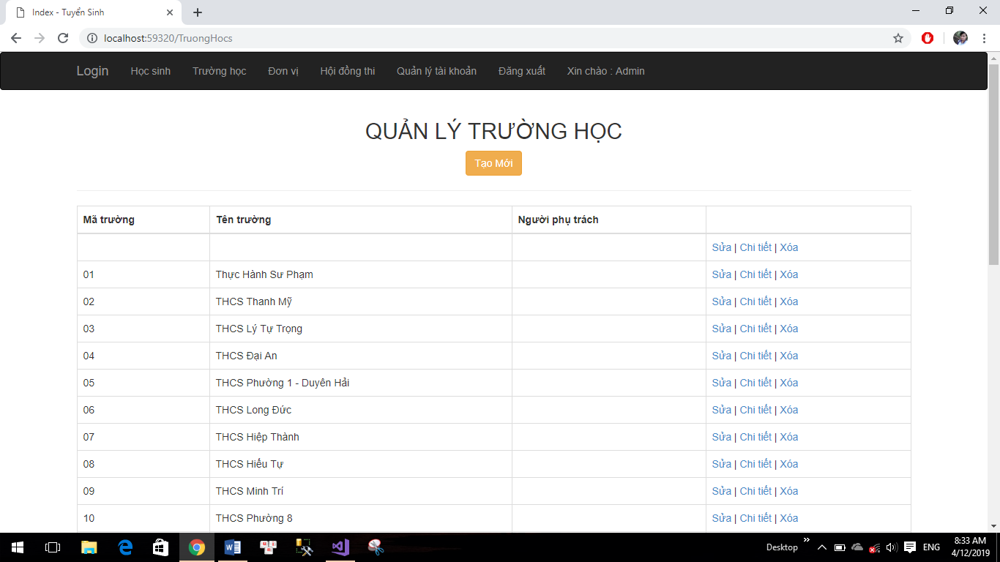 Index - Tuyển Sinh
localhost:59320/TruongHocs
Login Học sinh Trường học Đơn vị Hội đồng thi Quản lý tài khoản Đăng xuất Xin chào : Admin
QUẢN LÝ TRƯỜNG HỌC
Tạo Mới
Mã trường Tên trường Người phụ trách
Sửa | Chi tiết | Xóa
01 Thực Hành Sư Phạm Sửa | Chi tiết | Xóa
02 THCS Thanh Mỹ Sửa | Chi tiết | Xóa
03 THCS Lý Tự Trọng Sửa | Chi tiết | Xóa
04 THCS Đại An Sửa | Chi tiết | Xóa
05 THCS Phường 1 - Duyên Hải Sửa | Chi tiết | Xóa
06 THCS Long Đức Sửa | Chi tiết | Xóa
07 THCS Hiệp Thành Sửa | Chi tiết | Xóa
08 THCS Hiếu Tự Sửa | Chi tiết | Xóa
09 THCS Minh Trí Sửa | Chi tiết | Xóa
10 THCS Phường 8 Sửa | Chi tiết | Xóa
Desktop ENG 8:33 AM
4/12/2019